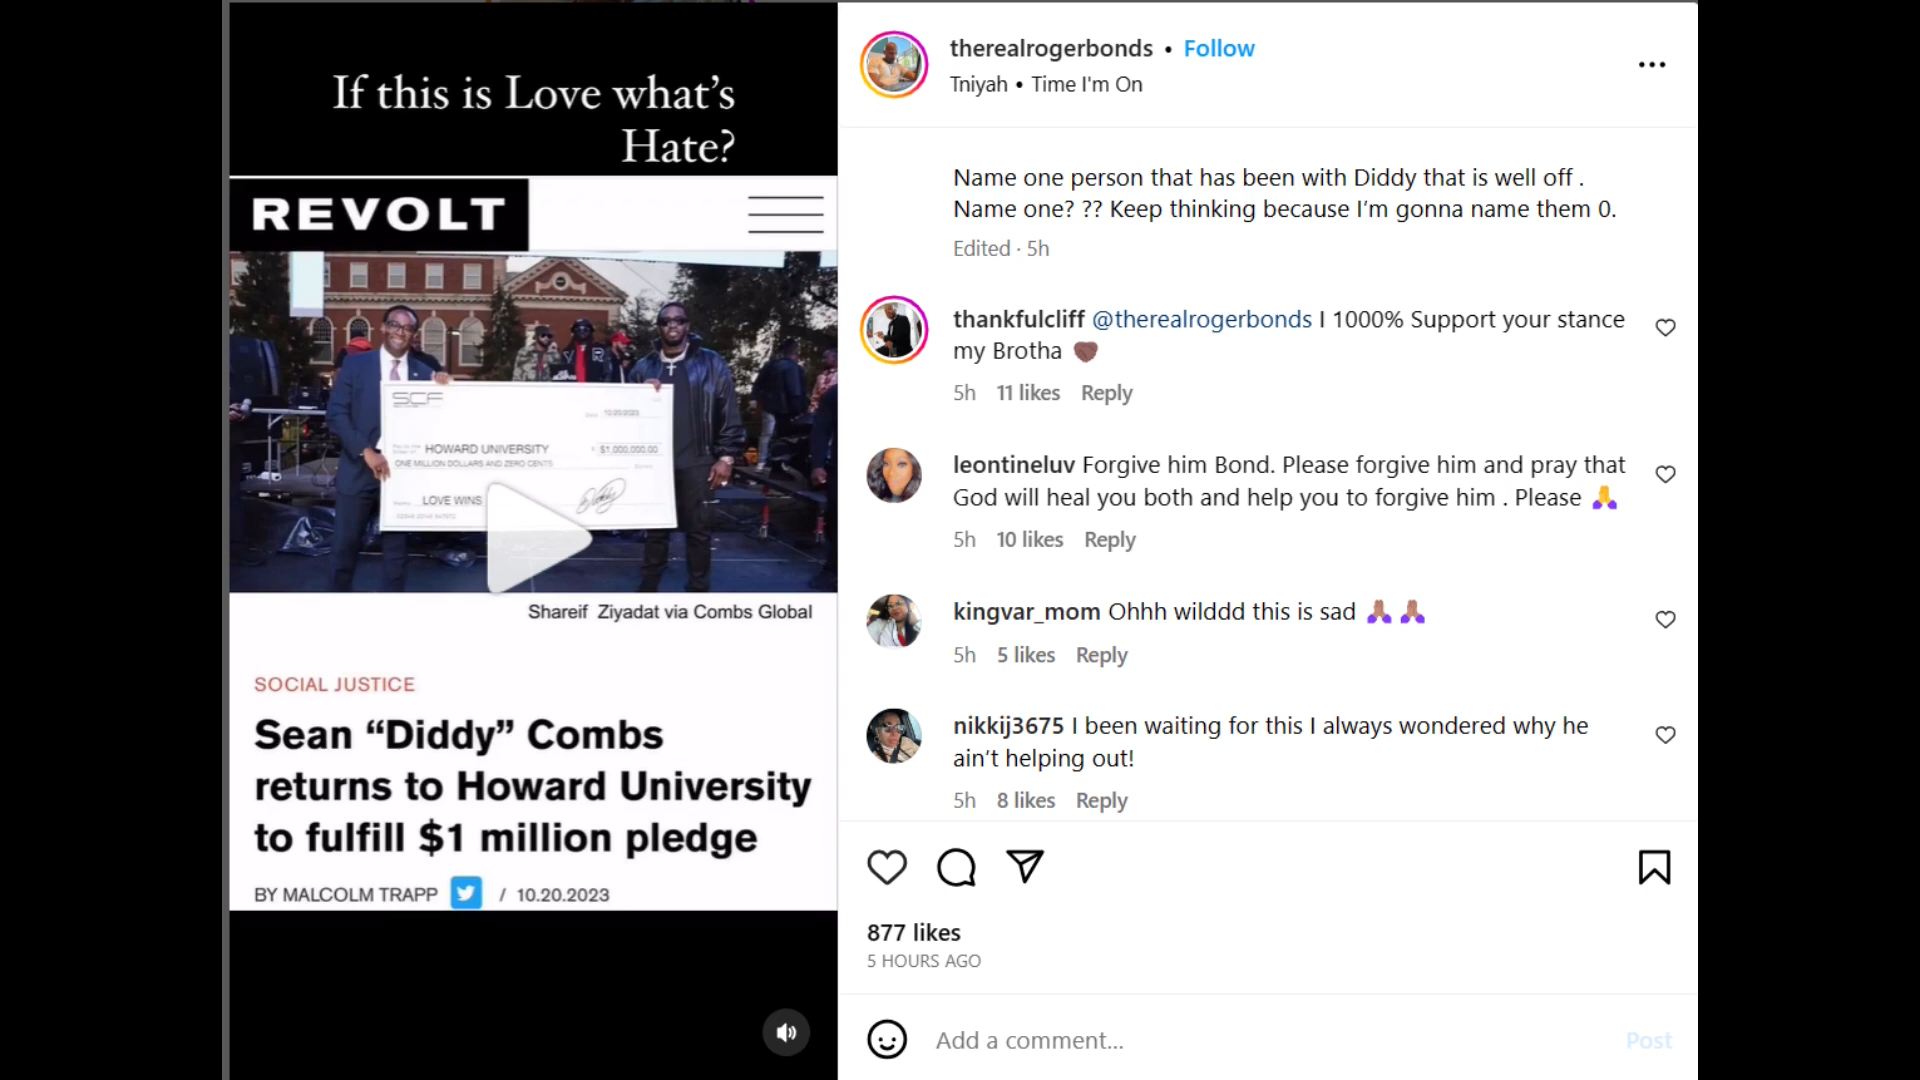 If this is Love what's
Hate?
REVOLT
SCF
10/20/2023
HOWARD UNIVERSITY
$1,000,000.00
ONE MILLION DOLLARS AND ZERO CENTS
LOVE WINS
Shareif Ziyadat via Combs Global
SOCIAL JUSTICE
Sean “Diddy” Combs
returns to Howard University
to fulfill $1 million pledge
BY MALCOLM TRAPP / 10.20.2023
therealrogerbonds • Follow
Tniyah • Time I'm On
Name one person that has been with Diddy that is well off .
Name one? ?? Keep thinking because I’m gonna name them 0.
Edited · 5h
thankfulcliff @therealrogerbonds I 1000% Support your stance
my Brotha
5h 11 likes Reply
leontineluv Forgive him Bond. Please forgive him and pray that
God will heal you both and help you to forgive him . Please
5h 10 likes Reply
kingvar_mom Ohhh wilddd this is sad
5h 5 likes Reply
nikkij3675 I been waiting for this I always wondered why he
ain’t helping out!
5h 8 likes Reply
877 likes
5 HOURS AGO
Add a comment...
Post